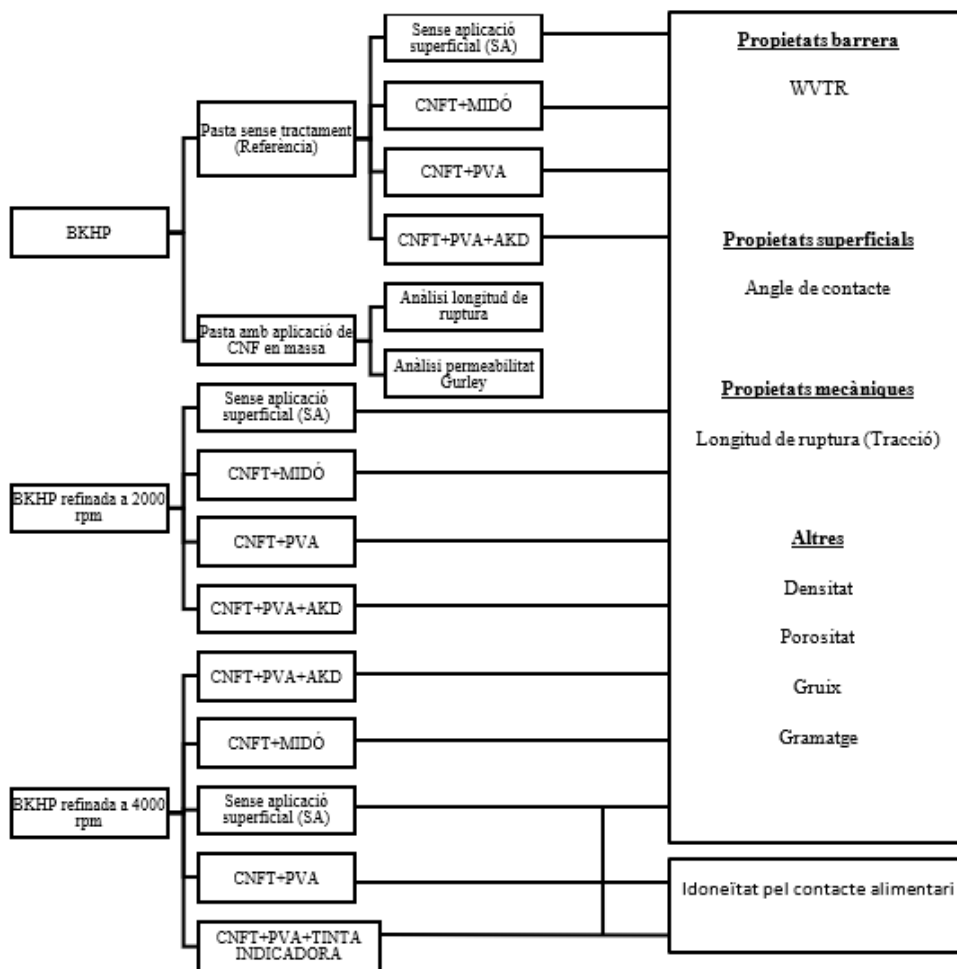 BKHP
Pasta sense tractament
(Referència)
Sense aplicació
superficial (SA)
CNFT+MIDÓ
CNFT+PVA
CNFT+PVA+AKD
Pasta amb aplicació de
CNF en massa
Anàlisi longitud de
ruptura
Anàlisi permeabilitat
Gurley
BKHP refinada a 2000
rpm
Sense aplicació
superficial (SA)
CNFT+MIDÓ
CNFT+PVA
CNFT+PVA+AKD
BKHP refinada a 4000
rpm
CNFT+PVA+AKD
CNFT+MIDÓ
Sense aplicació
superficial (SA)
CNFT+PVA
CNFT+PVA+TINTA
INDICADORA
Propietats barrera
WVTR
Propietats superficials
Angle de contacte
Propietats mecàniques
Longitud de ruptura (Tracció)
Altres
Densitat
Porositat
Gruix
Gramatge
Idoneïtat pel contacte alimentari